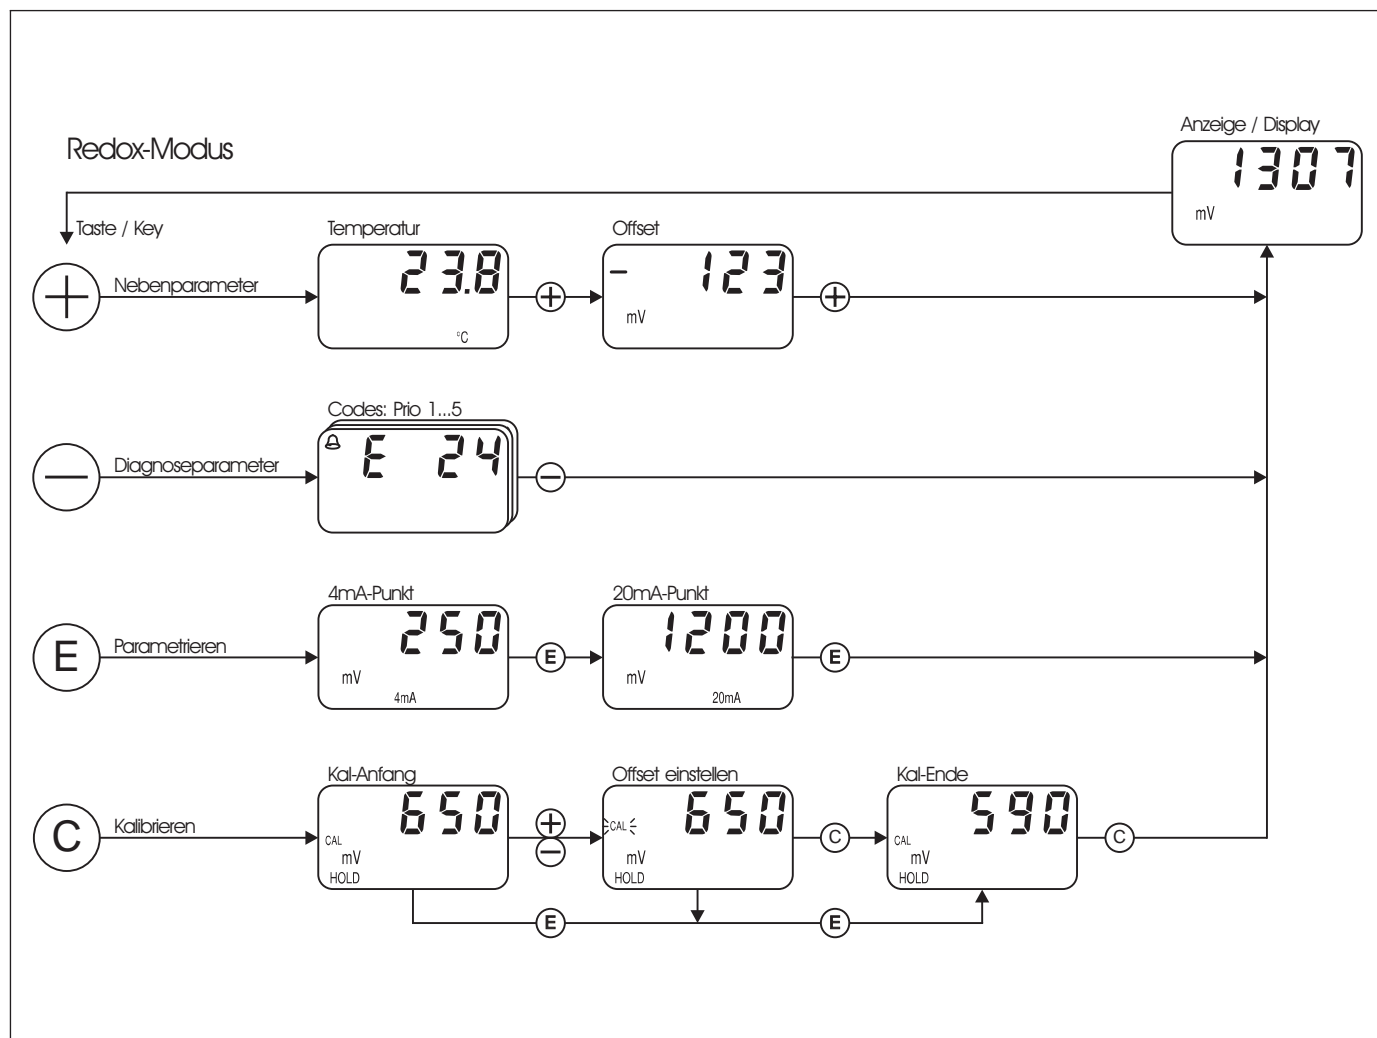 Anzeige / Display
1307
mV
Redox-Modus
Taste / Key
+
Nebenparameter
Temperatur
23.8
°C
+
Offset
- 123
mV
+
Codes: Prio 1...5
−
Diagnoseparameter
E 24
−
4mA-Punkt
20mA-Punkt
E
Parametrieren
250
mV
4mA
E
1200
mV
20mA
E
Kal-Anfang
Offset einstellen
Kal-Ende
C
Kalibrieren
650
CAL
mV
HOLD
+
−
650
CAL
mV
HOLD
C
590
CAL
mV
HOLD
C
E
E